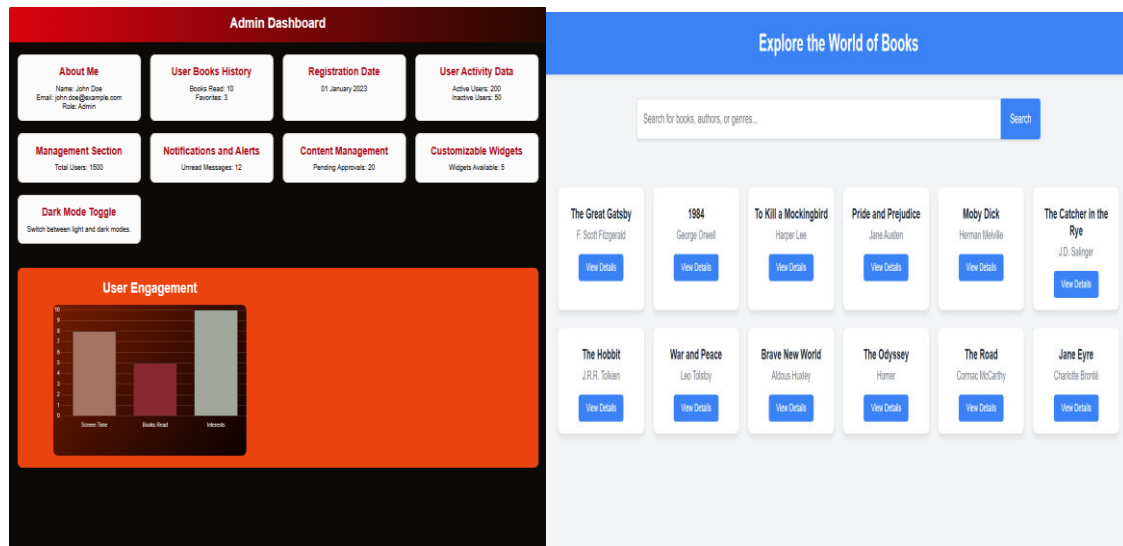 Admin Dashboard
About Me
Name: John Doe
Email: john.doe@example.com
Role: Admin
User Books History
Books Read: 10
Favorites: 3
Registration Date
01 January 2023
User Activity Data
Active Users: 200
Inactive Users: 50
Management Section
Total Users: 1500
Notifications and Alerts
Unread Messages: 12
Content Management
Pending Approvals: 20
Customizable Widgets
Widgets Available: 5
Dark Mode Toggle
Switch between light and dark modes.
User Engagement
10
9
8
7
6
5
4
3
2
1
0
Screen Time
Books Read
Interests
Explore the World of Books
Search for books, authors, or genres...
Search
The Great Gatsby
F. Scott Fitzgerald
View Details
1984
George Orwell
View Details
To Kill a Mockingbird
Harper Lee
View Details
Pride and Prejudice
Jane Austen
View Details
Moby Dick
Herman Melville
View Details
The Catcher in the
Rye
J.D. Salinger
View Details
The Hobbit
J.R.R. Tolkien
View Details
War and Peace
Leo Tolstoy
View Details
Brave New World
Aldous Huxley
View Details
The Odyssey
Homer
View Details
The Road
Cormac McCarthy
View Details
Jane Eyre
Charlotte Brontë
View Details